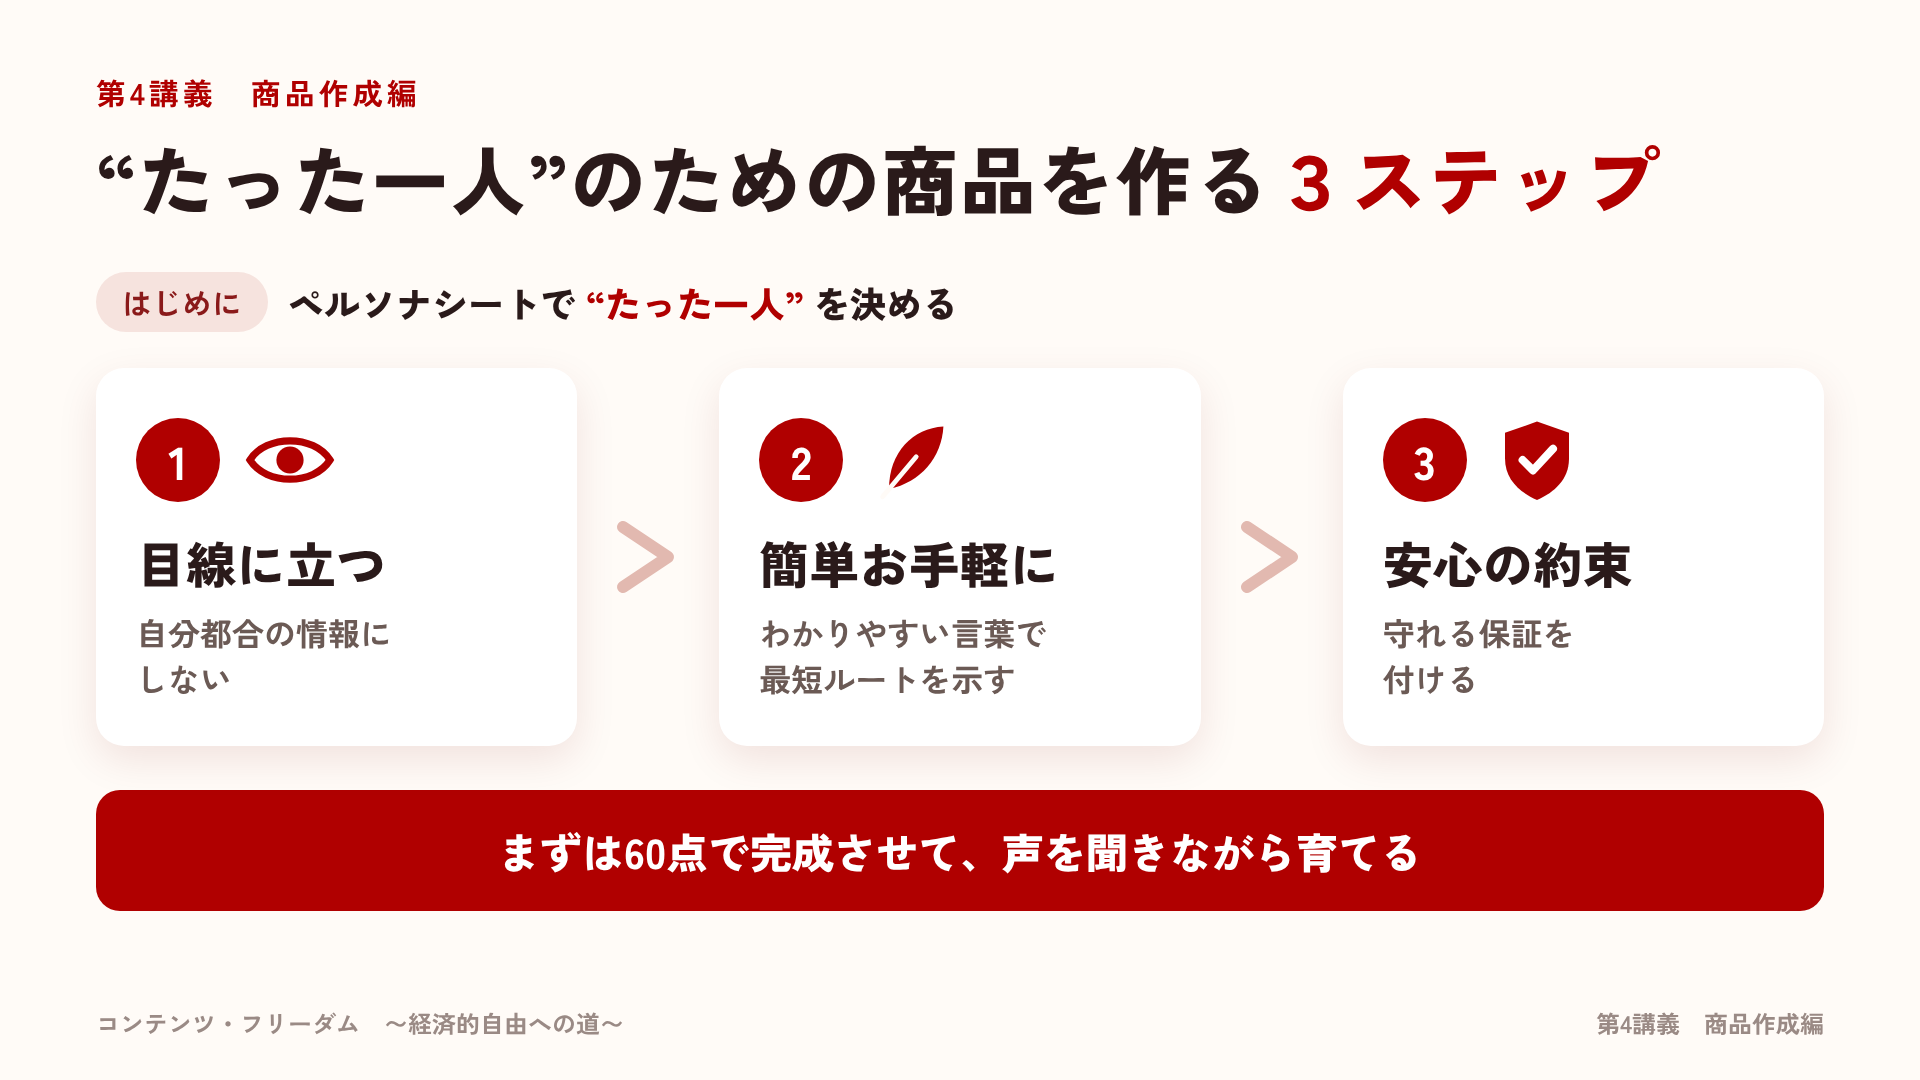 第4講義　商品作成編
“たった一人”のための商品を作る 3 ステップ
はじめに
ペルソナシートで “たった一人” を決める
1
目線に立つ
自分都合の情報に
しない
2
簡単お手軽に
わかりやすい言葉で
最短ルートを示す
3
安心の約束
守れる保証を
付ける
まずは60点で完成させて、声を聞きながら育てる
コンテンツ・フリーダム　〜経済的自由への道〜
第4講義　商品作成編